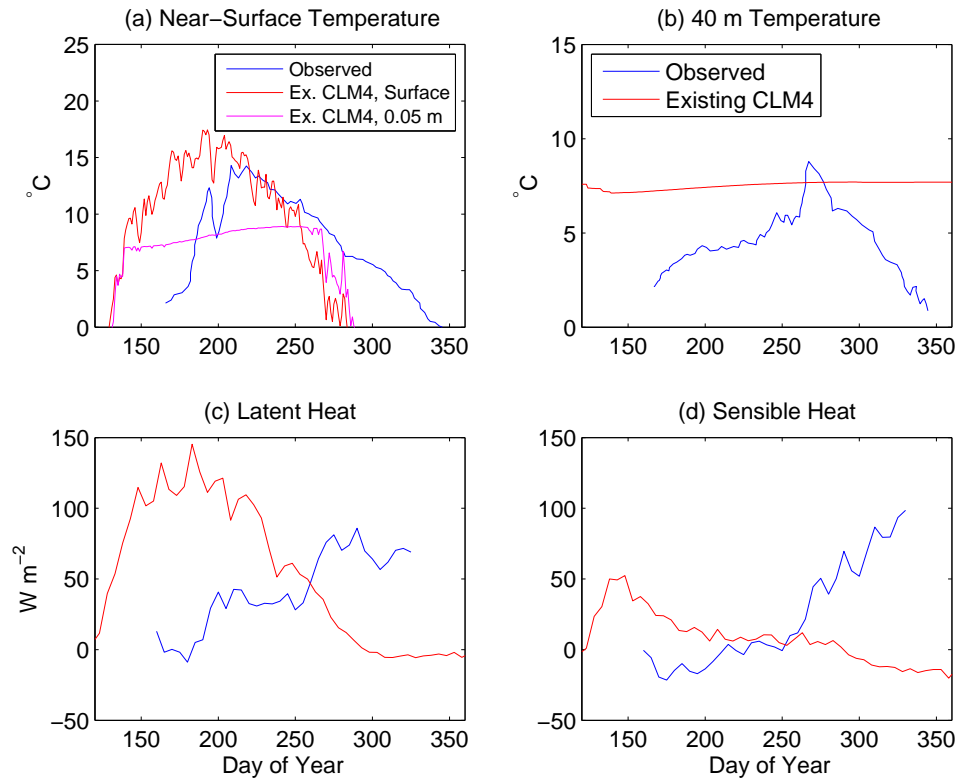 (a) Near−Surface Temperature
25
20
15
10
5
0
°C
150 200 250 300 350
Observed
Ex. CLM4, Surface
Ex. CLM4, 0.05 m
(b) 40 m Temperature
15
10
5
0
°C
150 200 250 300 350
Observed
Existing CLM4
(c) Latent Heat
150
100
50
0
−50
W m−2
150 200 250 300 350
Day of Year
(d) Sensible Heat
150
100
50
0
−50
150 200 250 300 350
Day of Year